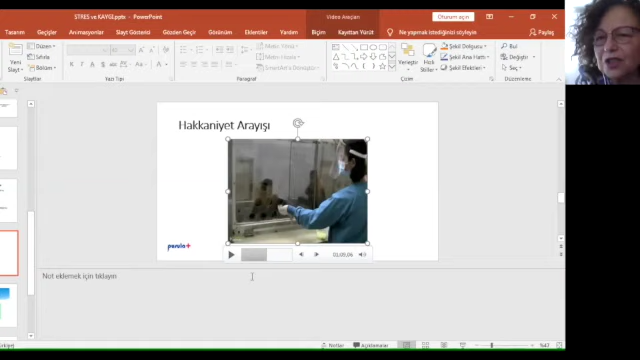 STRES ve KAYGI.pptx - PowerPoint
Video Araçları
Oturum açın
Tasarım
Geçişler
Animasyonlar
Slayt Gösterisi
Gözden Geçir
Görünüm
Eklentiler
Yardım
Biçim
Kayıttan Yürüt
Ne yapmak istediğinizi söyleyin
Paylaş
Yeni
Slayt
Düzen
Sıfırla
Bölüm
Slaytlar
Yazı Tipi
Metin Yönü
Metni Hizala
SmartArt'a Dönüştür
Paragraf
Yerleştir
Hızlı
Stiller
Şekil Dolgusu
Şekil Ana Hattı
Şekil Efektleri
Çizim
Bul
Değiştir
Seç
Düzenleme
Hakkaniyet Arayışı
pusula+
Not eklemek için tıklayın
Notlar
Açıklamalar